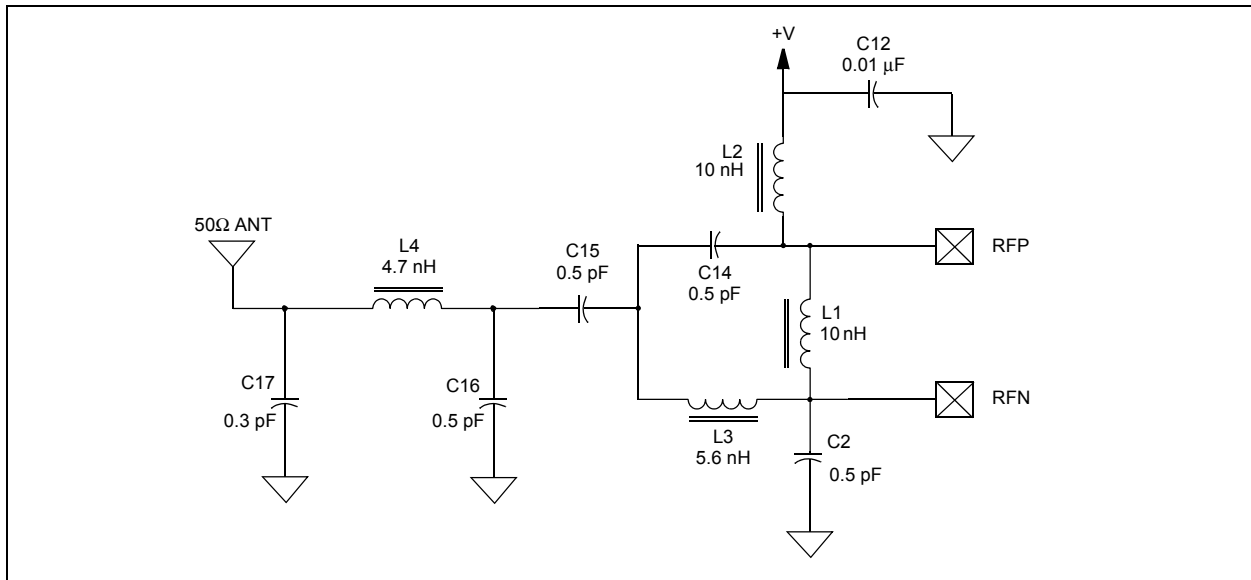 +V
C12
0.01 μF
L2
10 nH
50Ω ANT
L4
4.7 nH
C15
0.5 pF
C14
0.5 pF
RFP
L1
10 nH
C17
0.3 pF
C16
0.5 pF
RFN
L3
5.6 nH
C2
0.5 pF